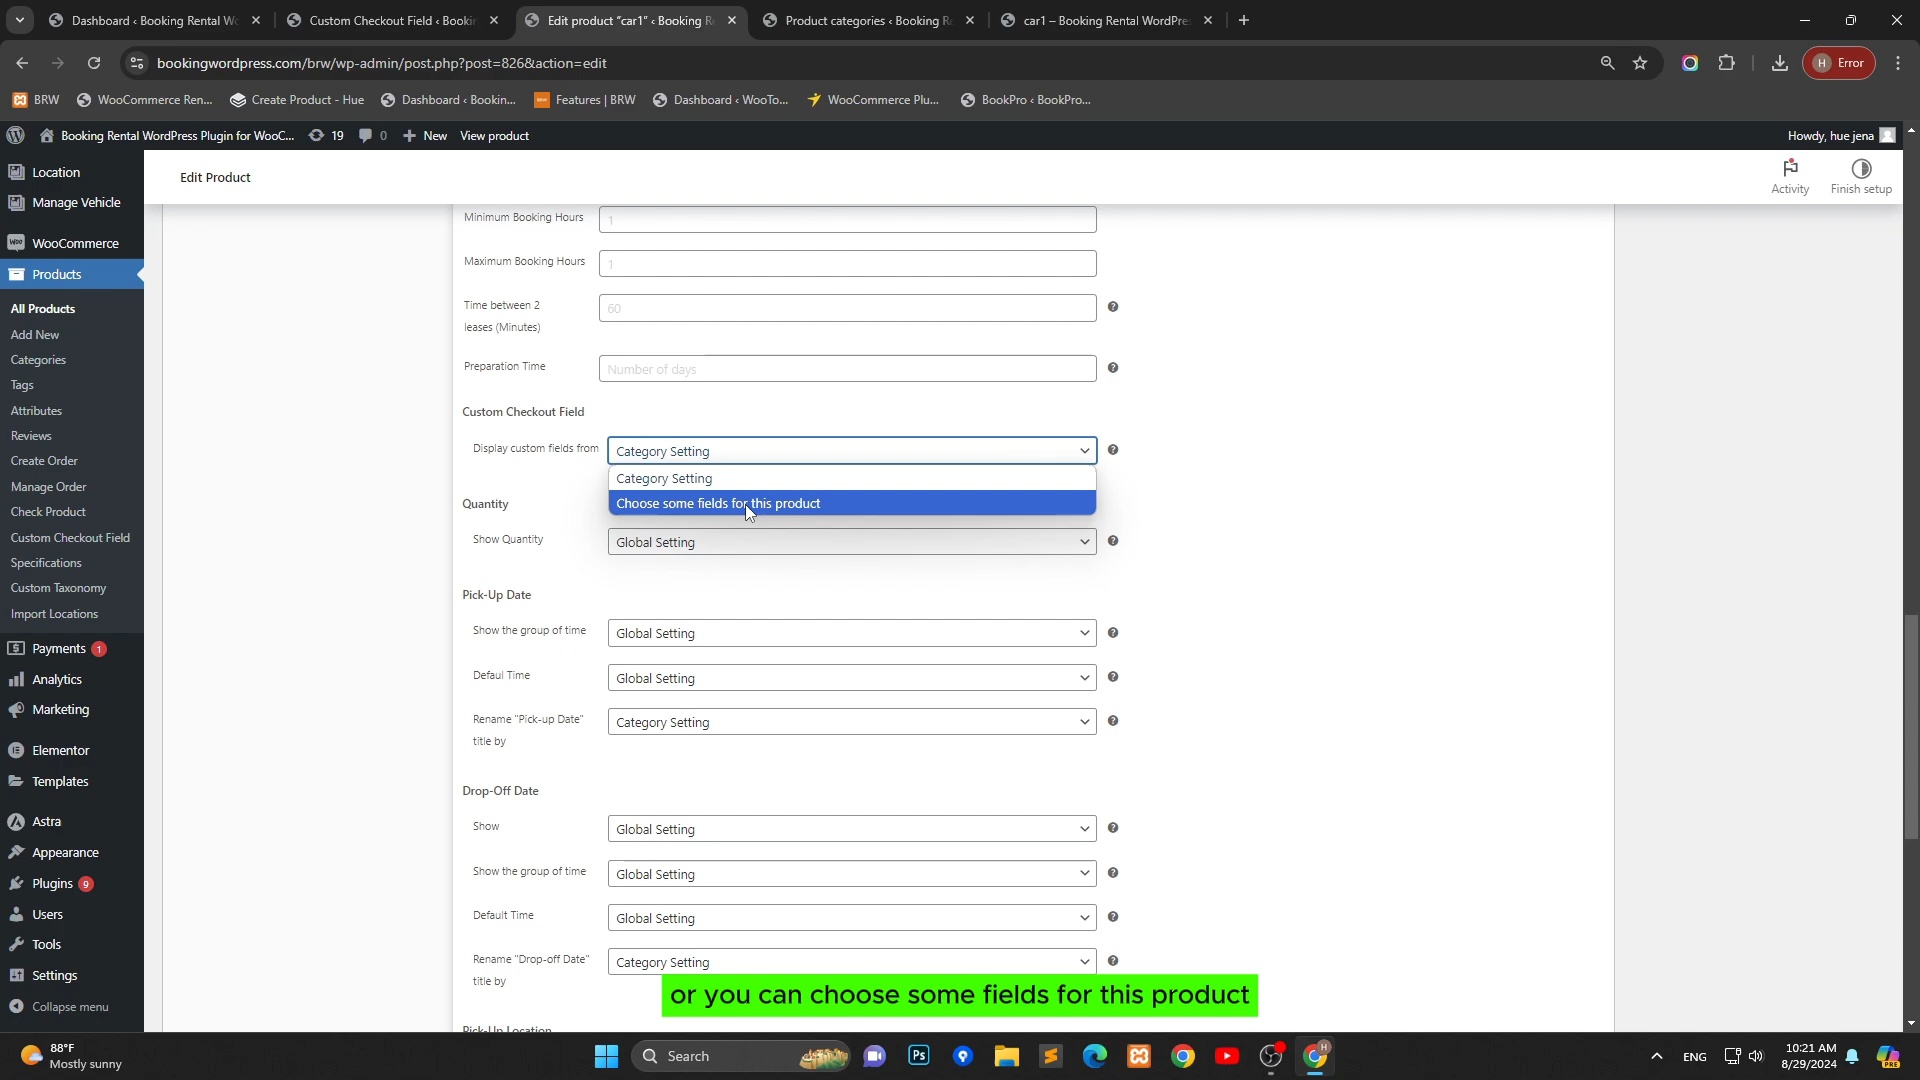 Dashboard ‹ Booking Rental Wo
Custom Checkout Field ‹ Bookin
Edit product "car1" ‹ Booking R
Product categories ‹ Booking Re
car1 – Booking Rental WordPres
bookingwordpress.com/brw/wp-admin/post.php?post=826&action=edit
H Error
BRW
WooCommerce Ren...
Create Product - Hue
Dashboard ‹ Bookin...
Features | BRW
Dashboard ‹ WooTo...
WooCommerce Plu...
BookPro ‹ BookPro...
Booking Rental WordPress Plugin for WooC...
19
0
New
View product
Howdy, hue jena
Location
Manage Vehicle
WooCommerce
Products
All Products
Add New
Categories
Tags
Attributes
Reviews
Create Order
Manage Order
Check Product
Custom Checkout Field
Specifications
Custom Taxonomy
Import Locations
Payments 1
Analytics
Marketing
Elementor
Templates
Astra
Appearance
Plugins 9
Users
Tools
Settings
Collapse menu
Edit Product
Activity
Finish setup
Minimum Booking Hours
1
Maximum Booking Hours
1
Time between 2
leases (Minutes)
60
Preparation Time
Number of days
Custom Checkout Field
Display custom fields from
Category Setting
Category Setting
Choose some fields for this product
Quantity
Show Quantity
Global Setting
Pick-Up Date
Show the group of time
Global Setting
Defaul Time
Global Setting
Rename "Pick-up Date"
title by
Category Setting
Drop-Off Date
Show
Global Setting
Show the group of time
Global Setting
Default Time
Global Setting
Rename "Drop-off Date"
title by
Category Setting
or you can choose some fields for this product
Pick-Up Location
88°F
Mostly sunny
Search
Ps
H
ENG
10:21 AM
8/29/2024
PRE